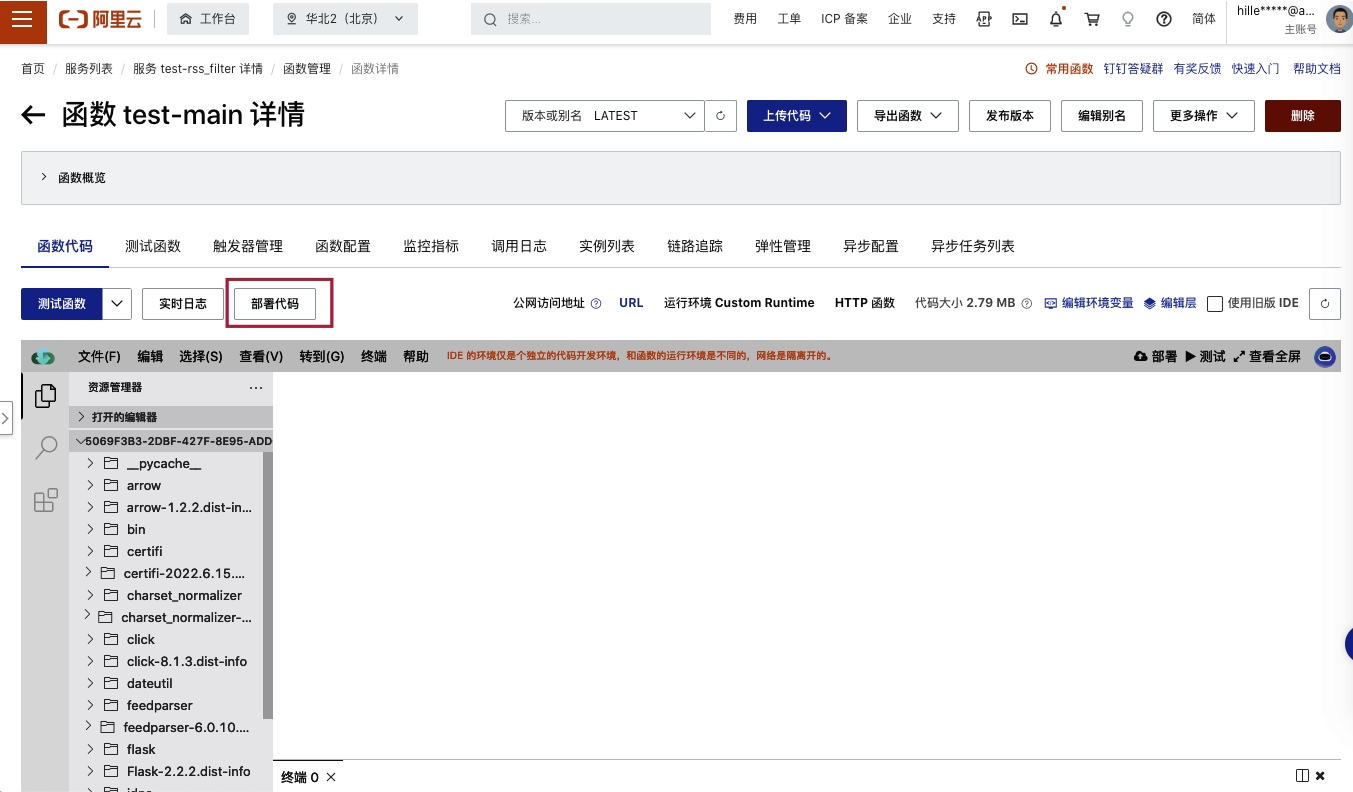 阿里云 工作台 华北2（北京） 搜索... 费用 工单 ICP 备案 企业 支持 简体 hille*****@a...
主账号
首页 / 服务列表 / 服务 test-rss_filter 详情 / 函数管理 / 函数详情 常用函数 钉钉答疑群 有奖反馈 快速入门 帮助文档
函数 test-main 详情 版本或别名 LATEST 上传代码 导出函数 发布版本 编辑别名 更多操作 删除
函数概览
函数代码 测试函数 触发器管理 函数配置 监控指标 调用日志 实例列表 链路追踪 弹性管理 异步配置 异步任务列表
测试函数 实时日志 部署代码 公网访问地址 URL 运行环境 Custom Runtime HTTP 函数 代码大小 2.79 MB 编辑环境变量 编辑层 使用旧版 IDE
文件(F) 编辑 选择(S) 查看(V) 转到(G) 终端 帮助 IDE 的环境仅是个独立的代码开发环境，和函数的运行环境是不同的，网络是隔离开的。 部署 测试 查看全屏
资源管理器 ...
打开的编辑器
5069F3B3-2DBF-427F-8E95-ADD
__pycache__
arrow
arrow-1.2.2.dist-in...
bin
certifi
certifi-2022.6.15....
charset_normalizer
charset_normalizer-...
click
click-8.1.3.dist-info
dateutil
feedparser
feedparser-6.0.10....
flask
Flask-2.2.2.dist-info
终端 0